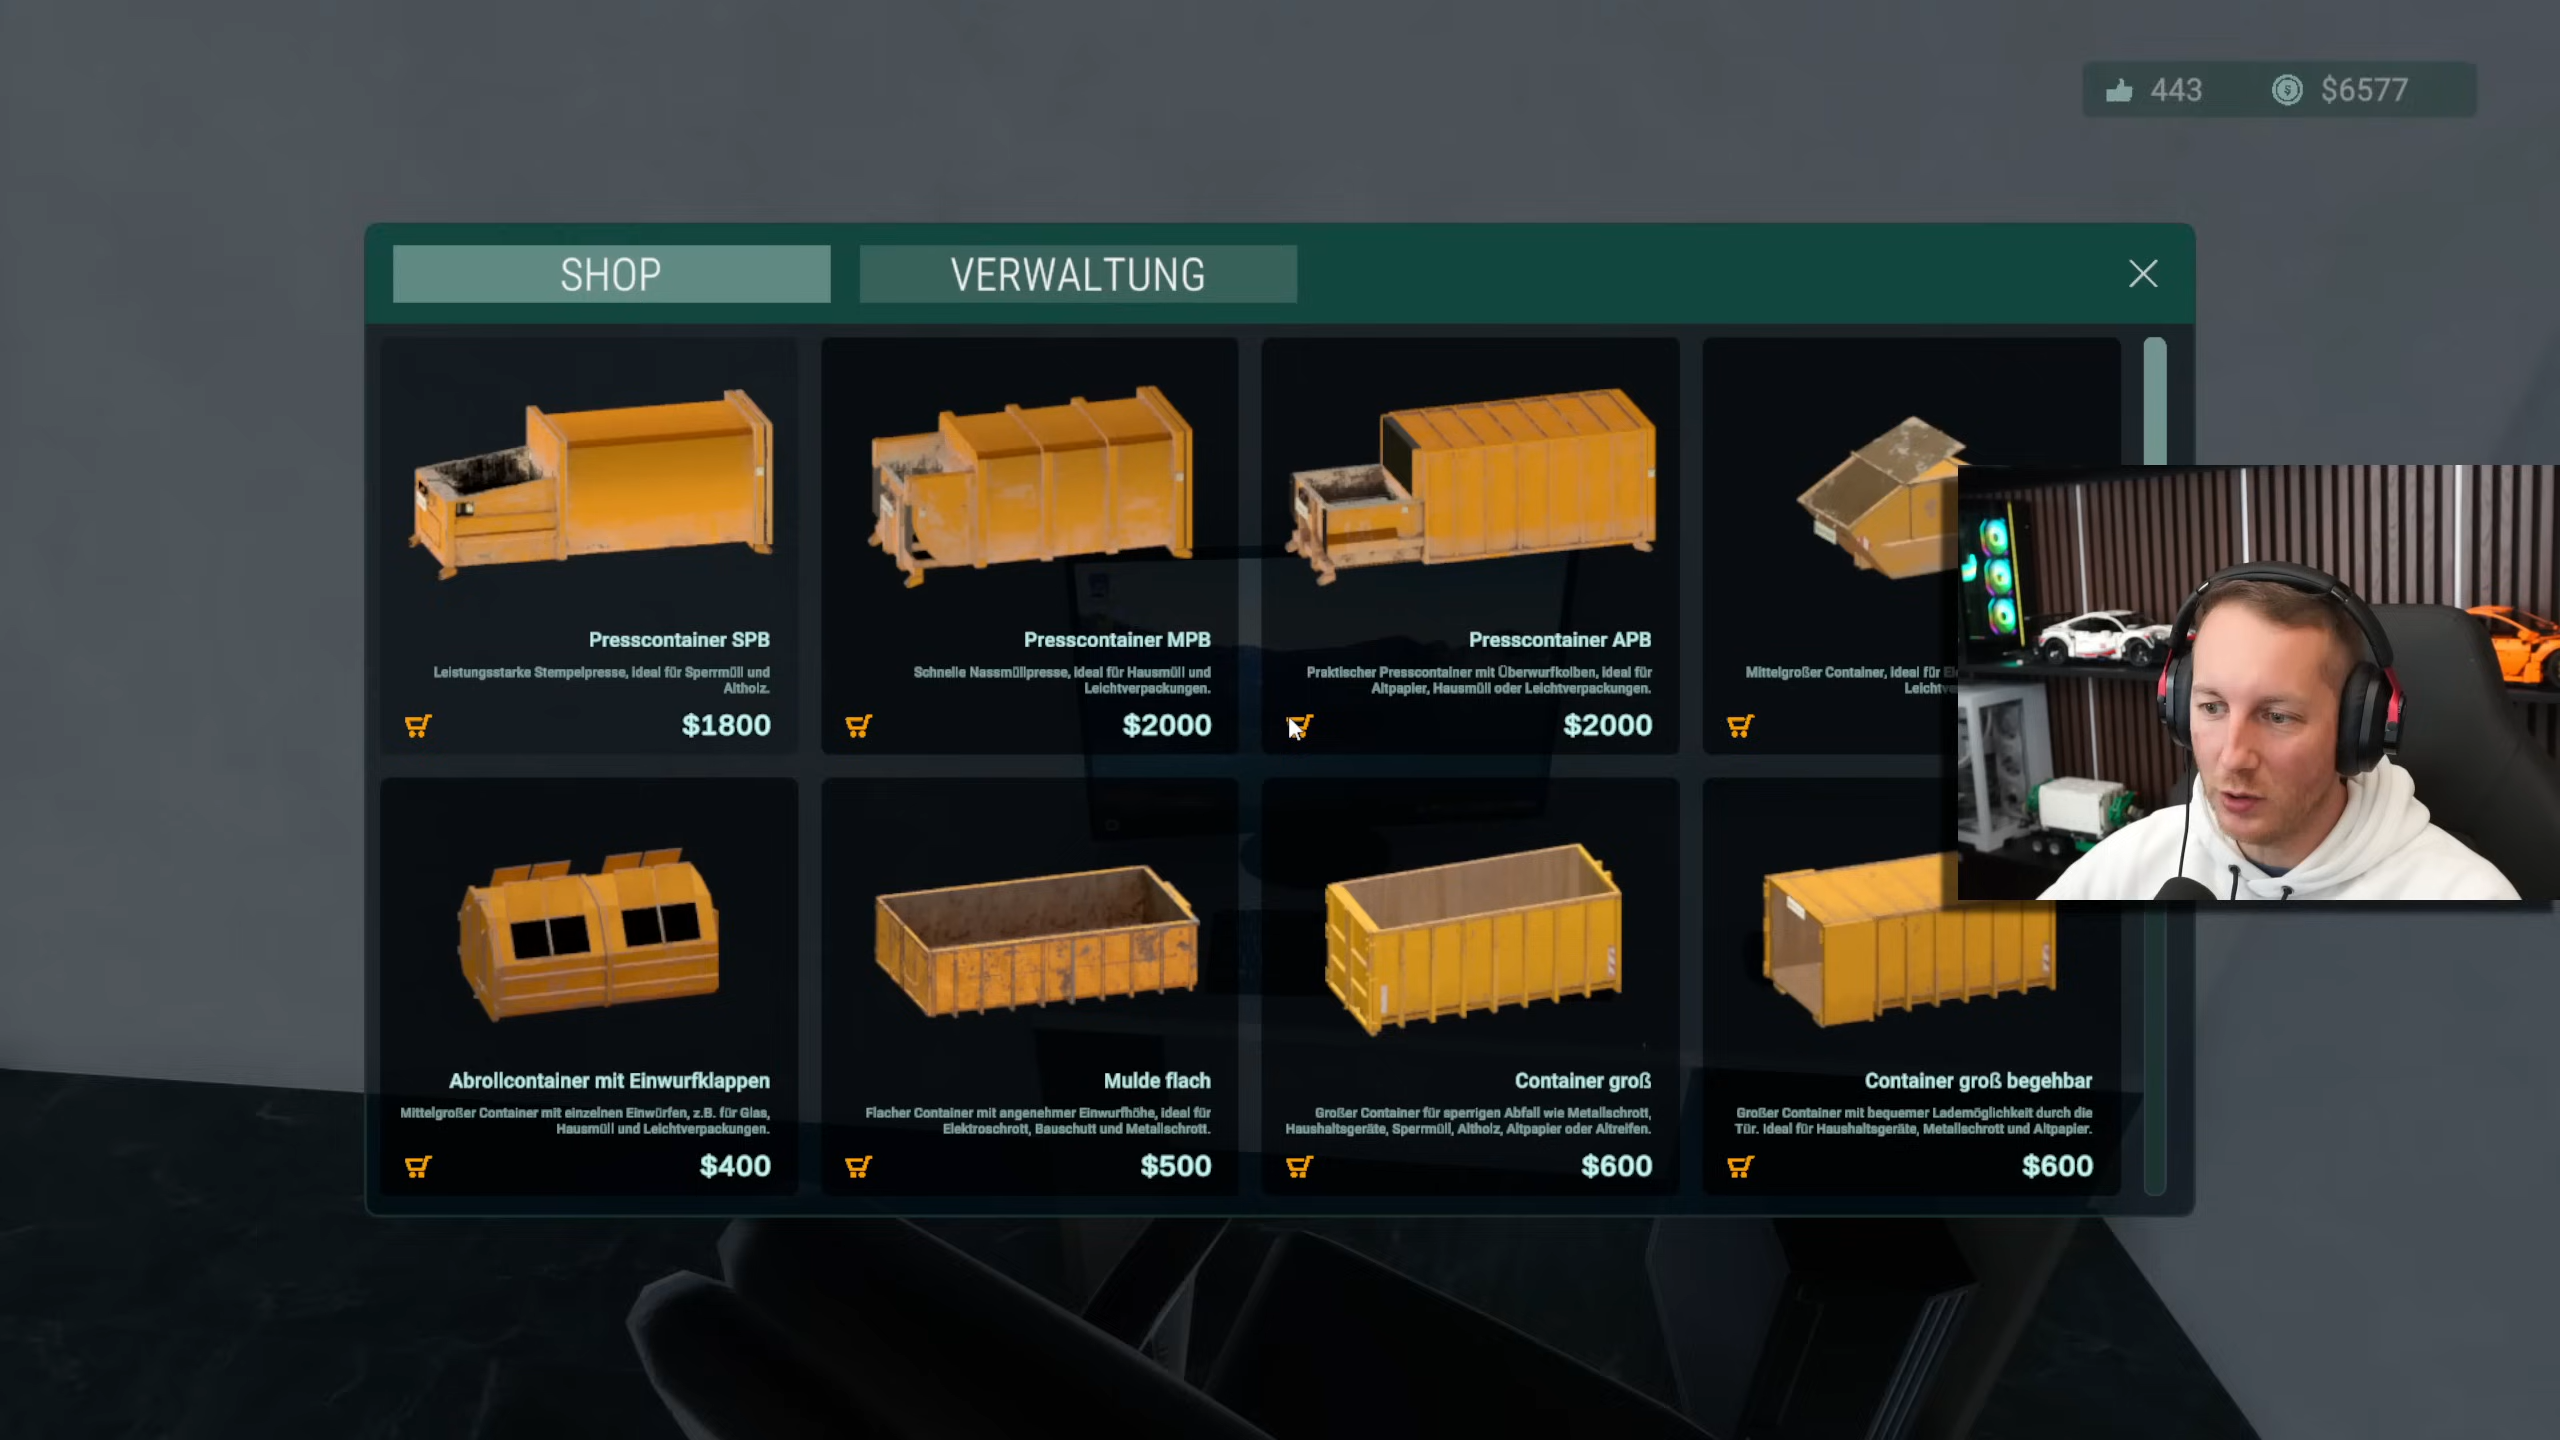 443 $6577
SHOP VERWALTUNG
Presscontainer SPB
Leistungsstarke Stempelpresse, ideal für Sperrmüll und
Altholz.
$1800
Presscontainer MPB
Schnelle Nassmüllpresse, ideal für Hausmüll und
Leichtverpackungen.
$2000
Presscontainer APB
Praktischer Presscontainer mit Überwurfkolben, ideal für
Altpapier, Hausmüll oder Leichtverpackungen.
$2000
Mittelgroßer Container, ideal für
Abrollcontainer mit Einwurfklappen
Mittelgroßer Container mit einzelnen Einwürfen, z.B. für Glas,
Hausmüll und Leichtverpackungen.
$400
Mulde flach
Flacher Container mit angenehmer Einwurfhöhe, ideal für
Elektroschrott, Bauschutt und Metallschrott.
$500
Container groß
Großer Container für sperrigen Abfall wie Metallschrott,
Haushaltsgeräte, Sperrmüll, Altholz, Altpapier oder Altreifen.
$600
Container groß begehbar
Großer Container mit bequemer Lademöglichkeit durch die
Tür. Ideal für Haushaltsgeräte, Metallschrott und Altpapier.
$600